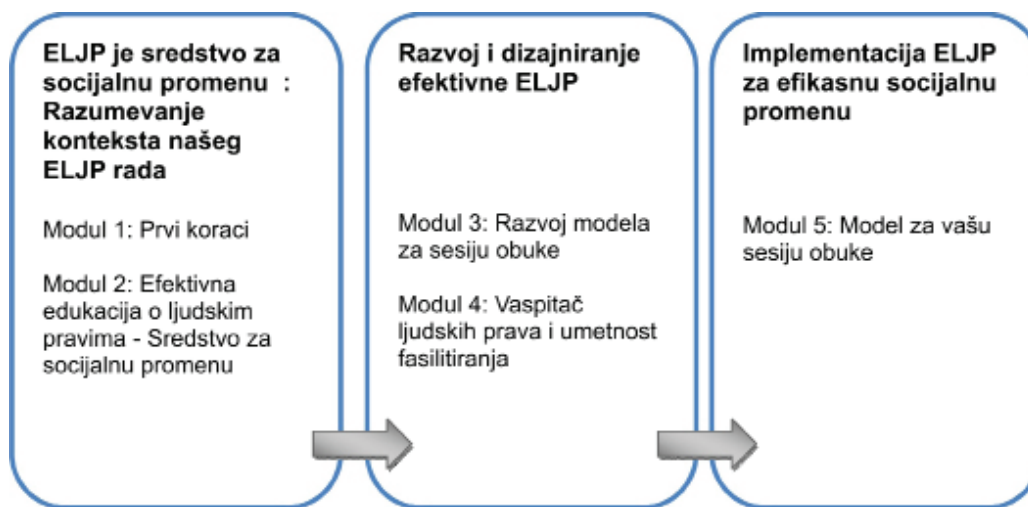 ELJP je sredstvo za
socijalnu promenu :
Razumevanje
konteksta našeg
ELJP rada
Modul 1: Prvi koraci
Modul 2: Efektivna
edukacija o ljudskim
pravima - Sredstvo za
socijalnu promenu
Razvoj i dizajniranje
efektivne ELJP
Modul 3: Razvoj modela
za sesiju obuke
Modul 4: Vaspitač
ljudskih prava i umetnost
fasilitiranja
Implementacija ELJP
za efikasnu socijalnu
promenu
Modul 5: Model za vašu
sesiju obuke